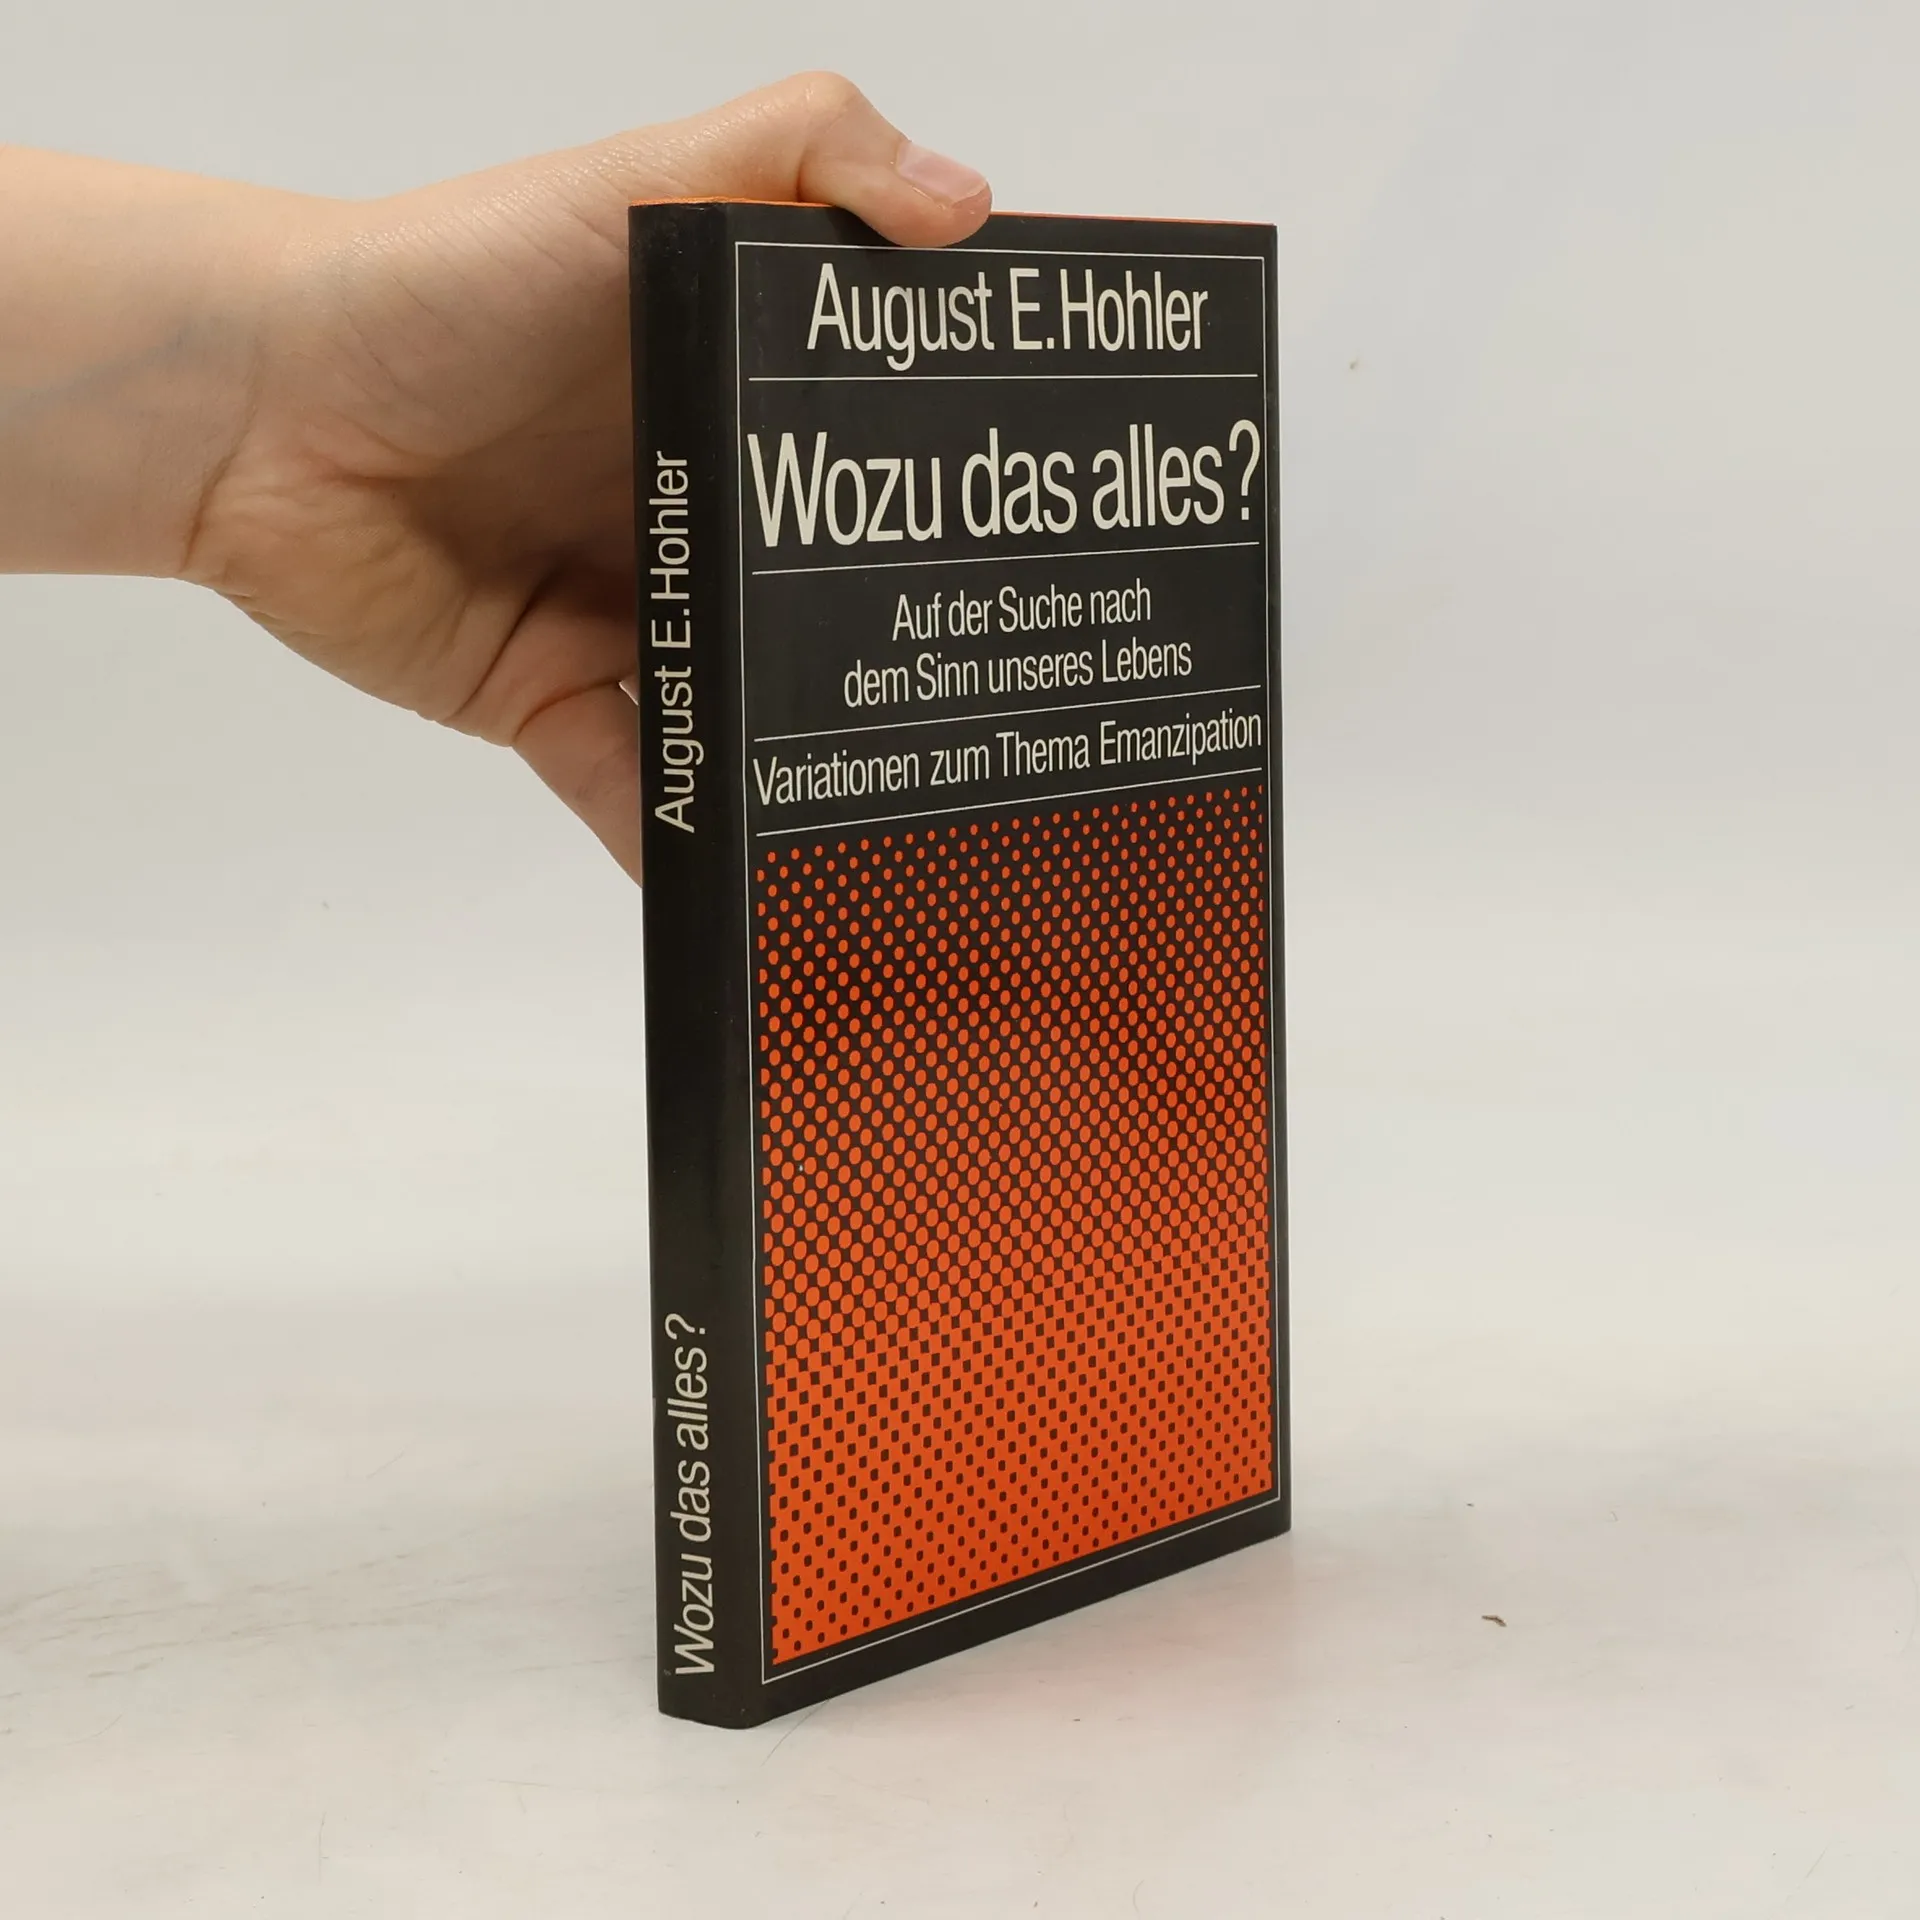 August E. Hohler
Wozu das alles?
Auf der Suche nach
dem Sinn unseres Lebens
Variationen zum Thema Emanzipation
August E. Hohler
Wozu das alles?